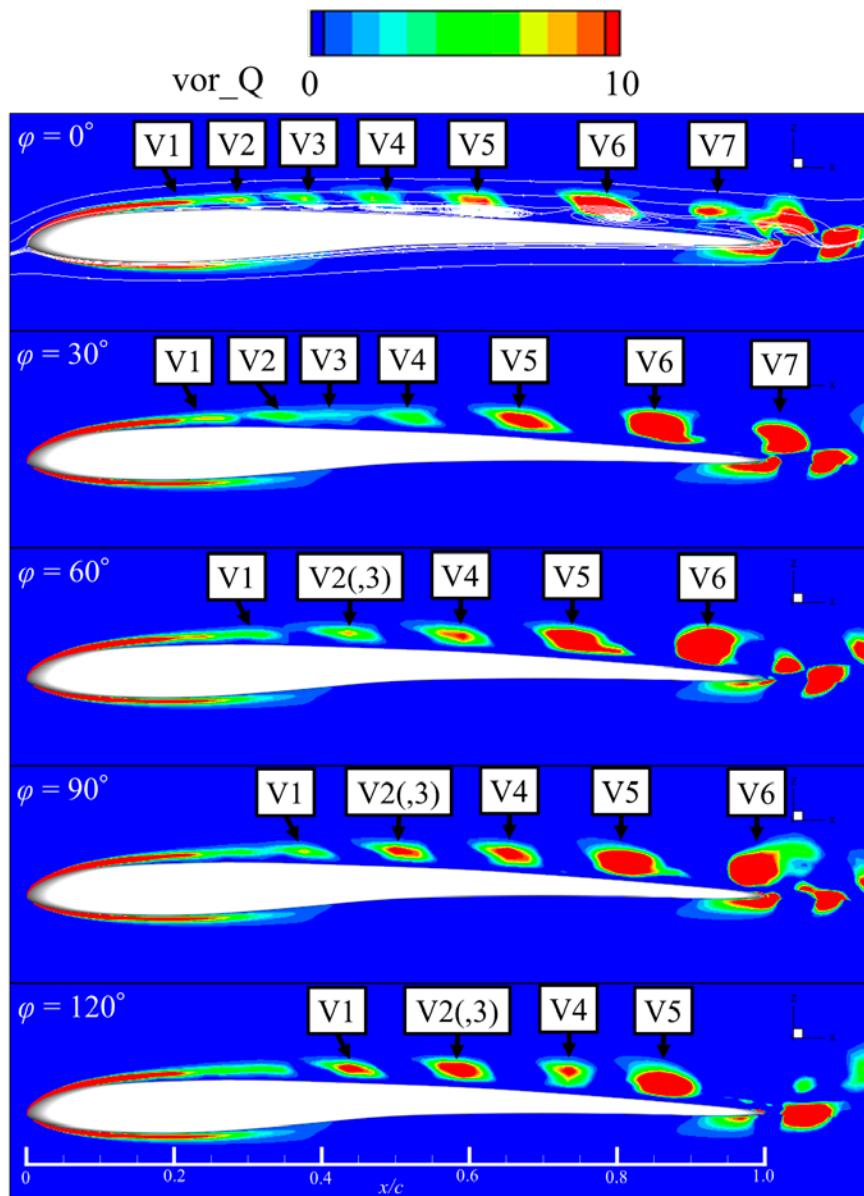 vor_Q
0
10
φ = 0°
V1 V2 V3 V4 V5 V6 V7
z
x
φ = 30°
V1 V2 V3 V4 V5 V6 V7
z
x
φ = 60°
V1 V2(,3) V4 V5 V6
z
x
φ = 90°
V1 V2(,3) V4 V5 V6
z
x
φ = 120°
V1 V2(,3) V4 V5
z
x
0 0.2 0.4 0.6 0.8 1.0
x/c